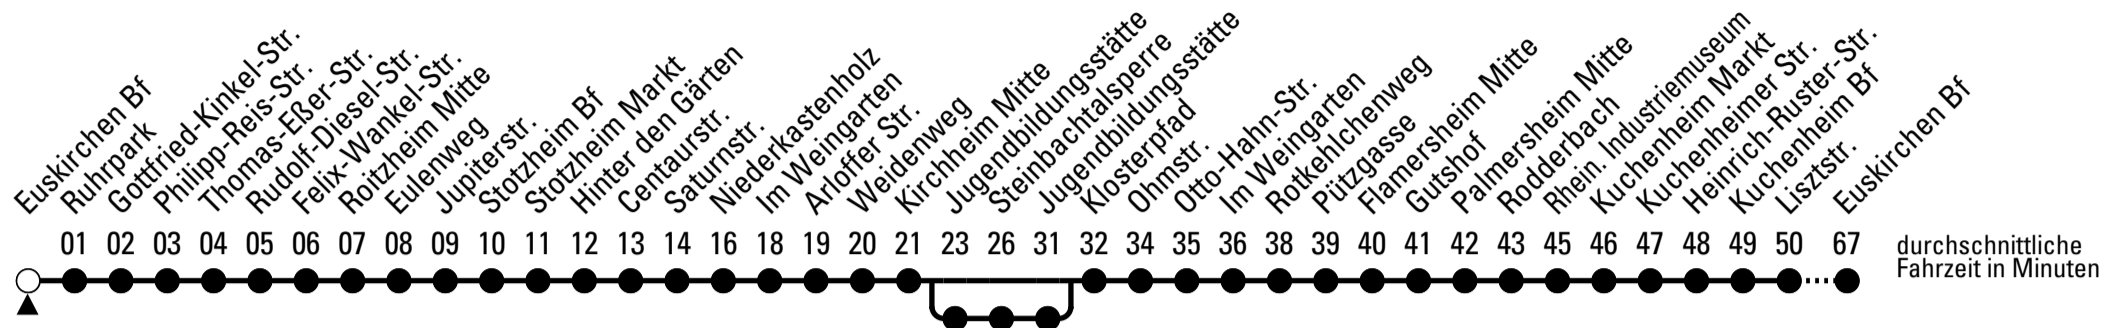 Euskirchen Bf
Ruhrpark
Gottfried-Kinkel-Str.
Philipp-Reis-Str.
Thomas-Eßer-Str.
Rudolf-Diesel-Str.
Felix-Wankel-Str.
Roitzheim Mitte
Eulenweg
Jupiterstr.
Stotzheim Bf
Stotzheim Markt
Hinter den Gärten
Centaurstr.
Saturnstr.
Niederkastenholz
Im Weingarten
Arloffer Str.
Weidenweg
Kirchheim Mitte
Jugendbildungsstätte
Steinbachtalsperre
Jugendbildungsstätte
Klosterpfad
Ohmstr.
Otto-Hahn-Str.
Im Weingarten
Rotkehlchenweg
Pützgasse
Flamersheim Mitte
Gutshof
Palmersheim Mitte
Rodderbach
Rhein. Industriemuseum
Kuchenheim Markt
Kuchenheimer Str.
Heinrich-Ruster-Str.
Kuchenheim Bf
Lisztstr.
Euskirchen Bf
01 02 03 04 05 06 07 08 09 10 11 12 13 14 16 18 19 20 21 23 26 31 32 34 35 36 38 39 40 41 42 43 45 46 47 48 49 50 67
durchschnittliche
Fahrzeit in Minuten